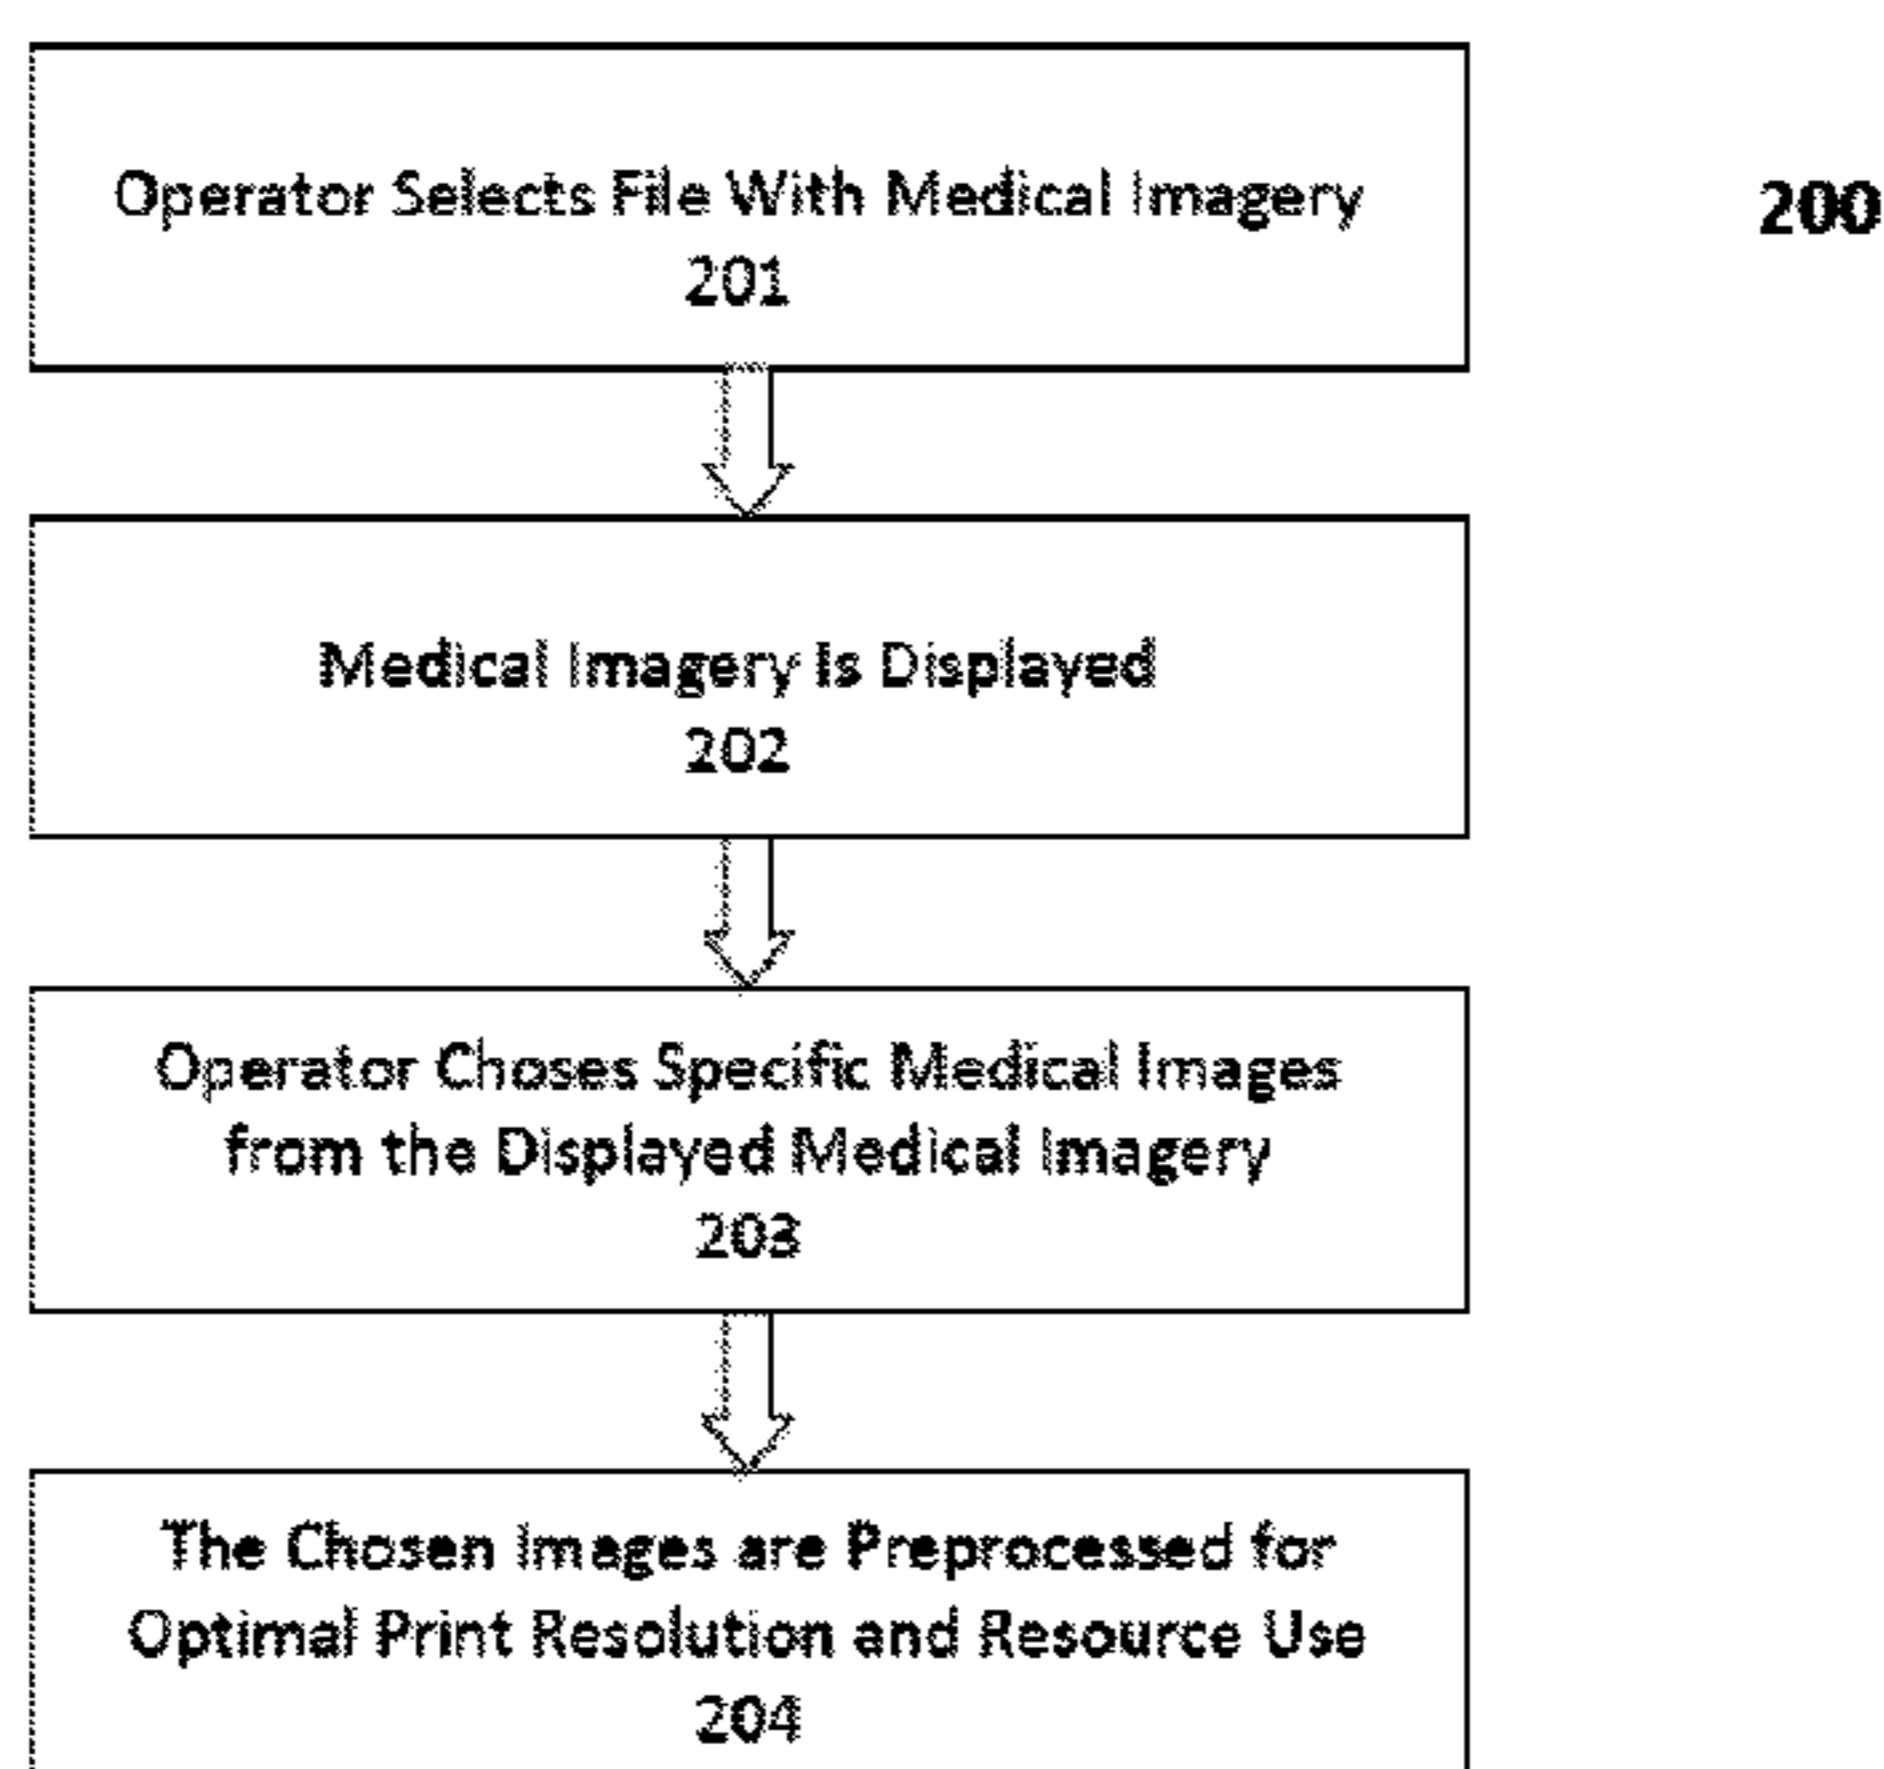 Operator Selects File With Medical Imagery
201
200
Medical Imagery Is Displayed
202
Operator Choses Specific Medical Images
from the Displayed Medical Imagery
203
The Chosen Images are Preprocessed for
Optimal Print Resolution and Resource Use
204